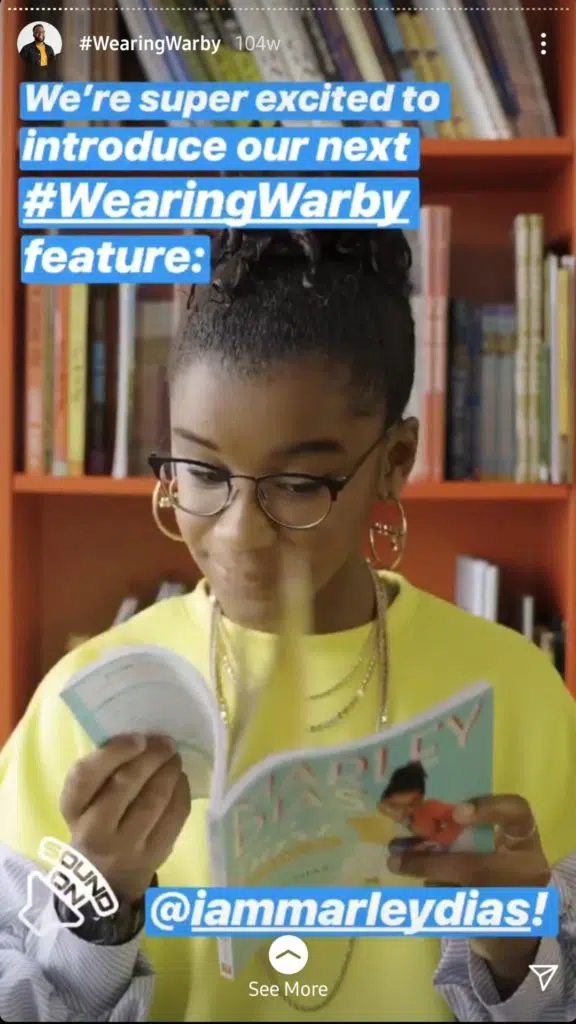 #WearingWarby 104w
We're super excited to
introduce our next
#WearingWarby
feature:
MARLEY
DIAS
SOUND
ON
@iammarleydias!
See More